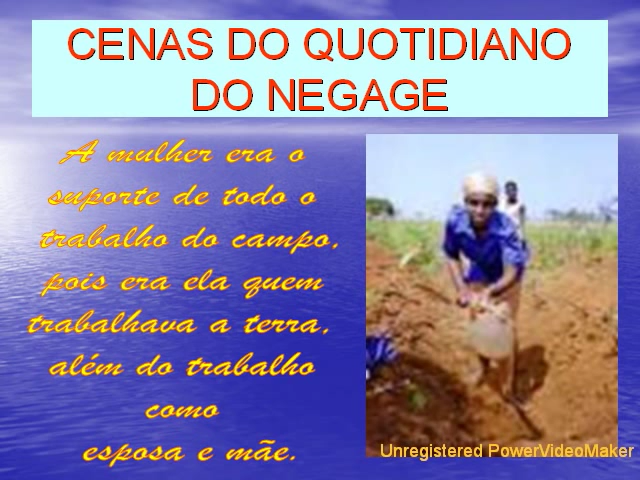 CENAS DO QUOTIDIANO
DO NEGAGE
A mulher era o
suporte de todo o
trabalho do campo,
pois era ela quem
trabalhava a terra,
além do trabalho
como
esposa e mãe.
Unregistered PowerVideoMaker